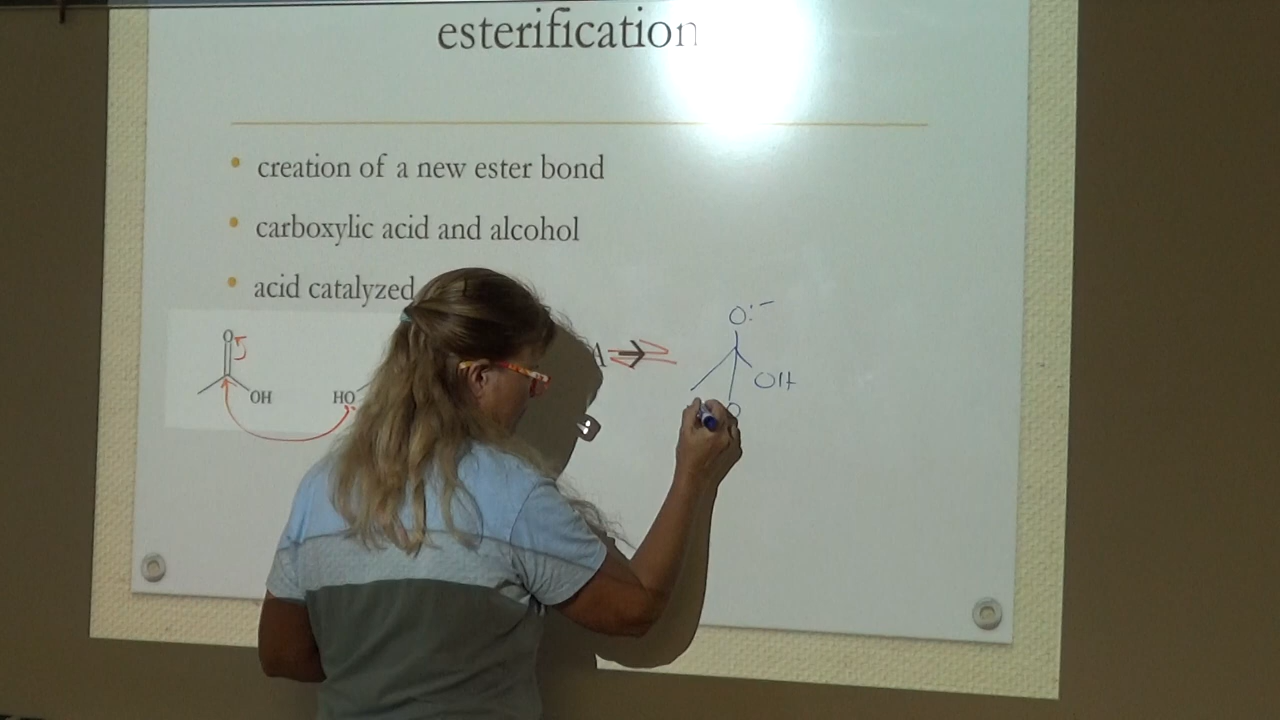 esterification
creation of a new ester bond
carboxylic acid and alcohol
acid catalyzed
O
OH
HO
O:⁻
OH
O